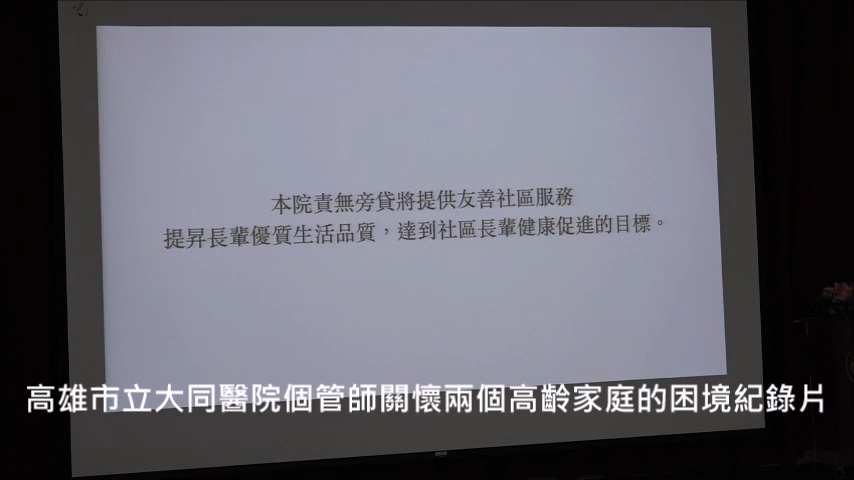 本院責無旁貸將提供友善社區服務
提昇長輩優質生活品質，達到社區長輩健康促進的目標。
高雄市立大同醫院個管師關懷兩個高齡家庭的困境紀錄片